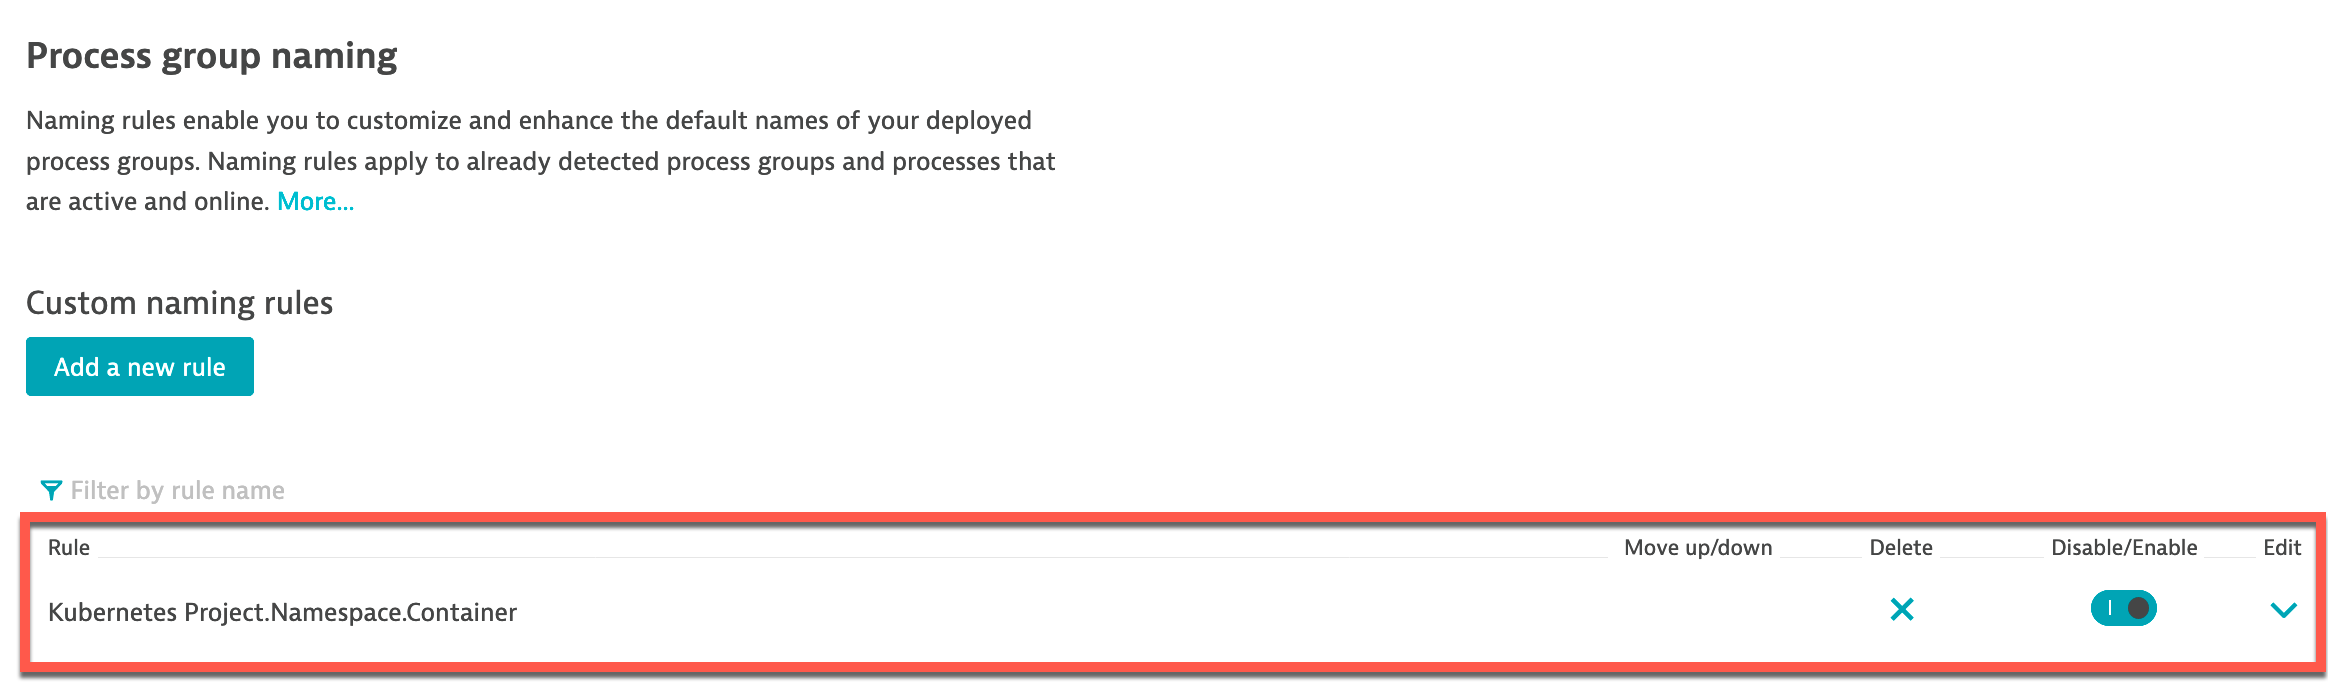 Process group naming
Naming rules enable you to customize and enhance the default names of your deployed
process groups. Naming rules apply to already detected process groups and processes that
are active and online. More...
Custom naming rules
Add a new rule
Filter by rule name
Rule Move up/down Delete Disable/Enable Edit
Kubernetes Project.Namespace.Container